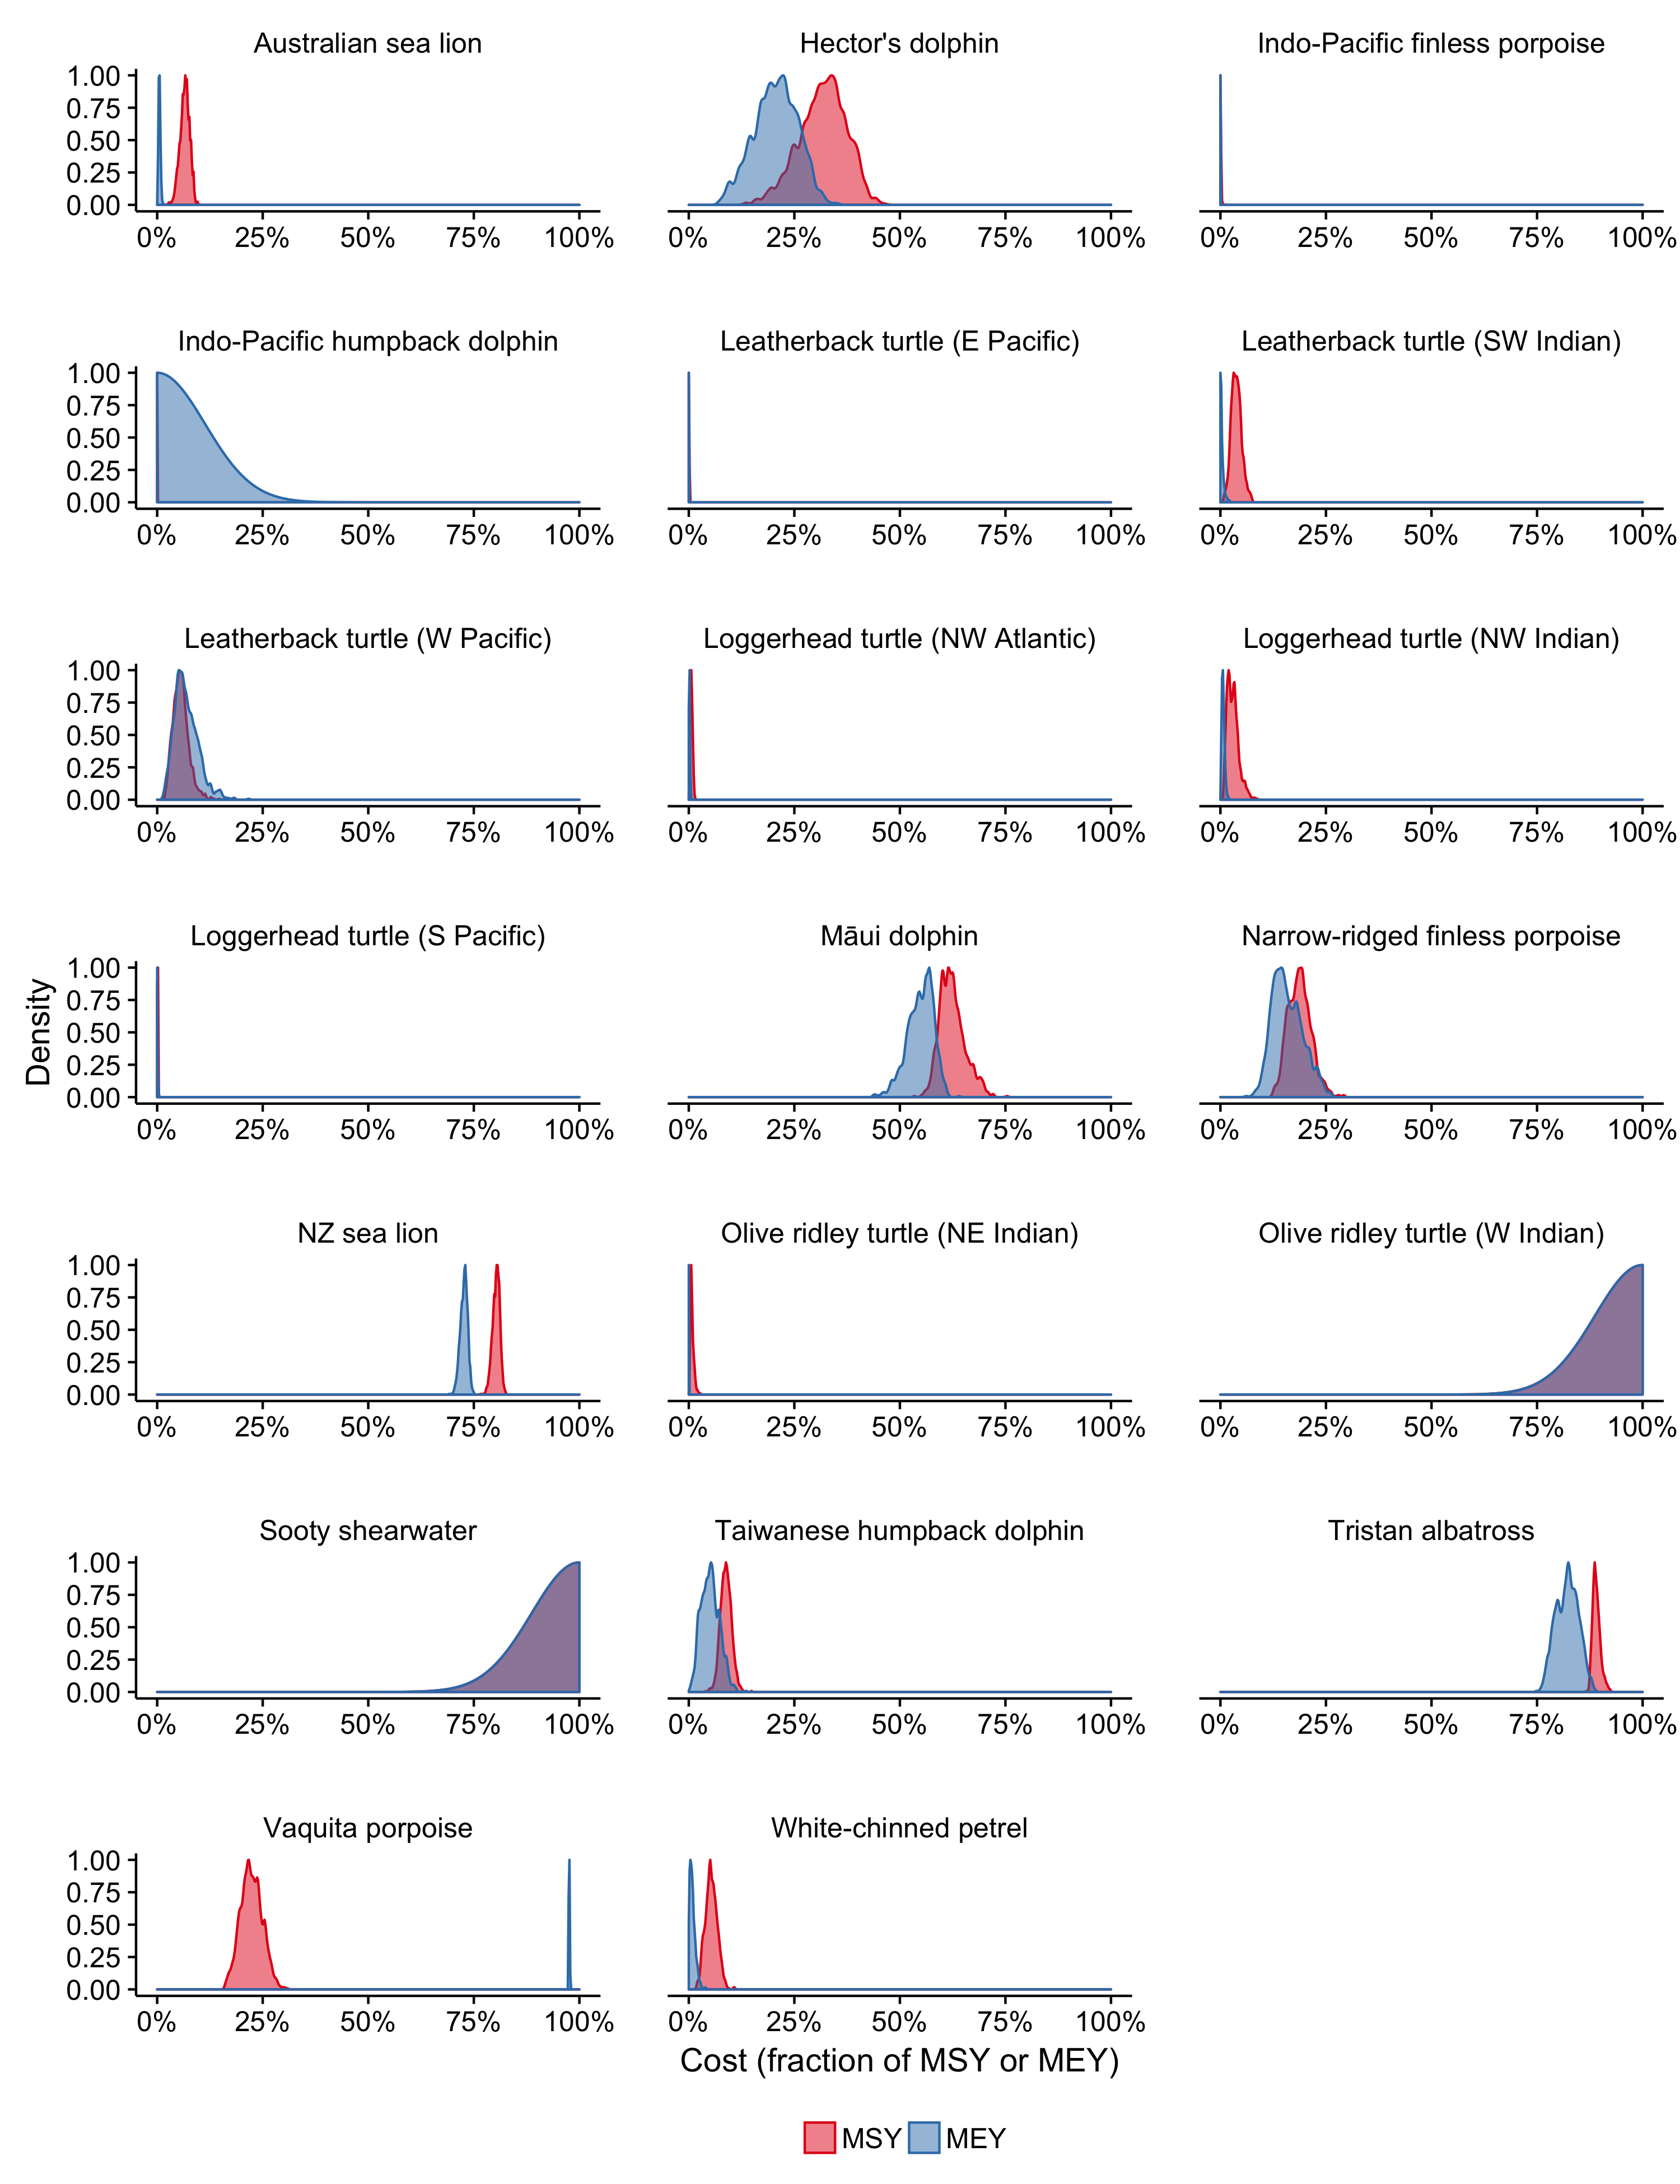 Australian sea lion
Hector's dolphin
Indo-Pacific finless porpoise
1.00
0.75
0.50
0.25
0.00
0% 25% 50% 75% 100%
0% 25% 50% 75% 100%
0% 25% 50% 75% 100%
Indo-Pacific humpback dolphin
Leatherback turtle (E Pacific)
Leatherback turtle (SW Indian)
1.00
0.75
0.50
0.25
0.00
0% 25% 50% 75% 100%
0% 25% 50% 75% 100%
0% 25% 50% 75% 100%
Leatherback turtle (W Pacific)
Loggerhead turtle (NW Atlantic)
Loggerhead turtle (NW Indian)
1.00
0.75
0.50
0.25
0.00
0% 25% 50% 75% 100%
0% 25% 50% 75% 100%
0% 25% 50% 75% 100%
Loggerhead turtle (S Pacific)
Māui dolphin
Narrow-ridged finless porpoise
Density
1.00
0.75
0.50
0.25
0.00
0% 25% 50% 75% 100%
0% 25% 50% 75% 100%
0% 25% 50% 75% 100%
NZ sea lion
Olive ridley turtle (NE Indian)
Olive ridley turtle (W Indian)
1.00
0.75
0.50
0.25
0.00
0% 25% 50% 75% 100%
0% 25% 50% 75% 100%
0% 25% 50% 75% 100%
Sooty shearwater
Taiwanese humpback dolphin
Tristan albatross
1.00
0.75
0.50
0.25
0.00
0% 25% 50% 75% 100%
0% 25% 50% 75% 100%
0% 25% 50% 75% 100%
Vaquita porpoise
White-chinned petrel
1.00
0.75
0.50
0.25
0.00
0% 25% 50% 75% 100%
0% 25% 50% 75% 100%
Cost (fraction of MSY or MEY)
MSY MEY